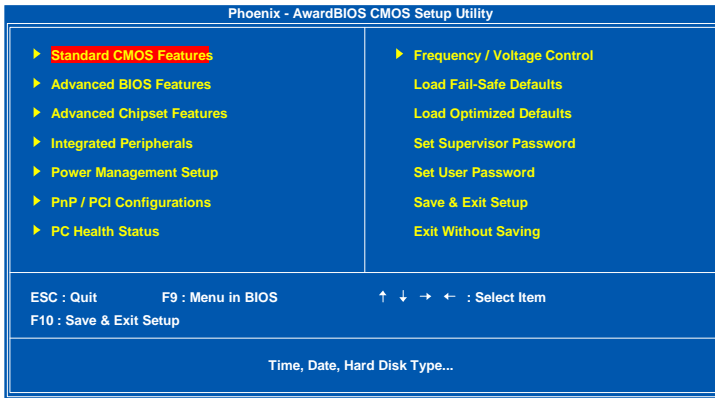 Phoenix - AwardBIOS CMOS Setup Utility
Standard CMOS Features
Advanced BIOS Features
Advanced Chipset Features
Integrated Peripherals
Power Management Setup
PnP / PCI Configurations
PC Health Status
Frequency / Voltage Control
Load Fail-Safe Defaults
Load Optimized Defaults
Set Supervisor Password
Set User Password
Save & Exit Setup
Exit Without Saving
ESC : Quit F9 : Menu in BIOS ↑ ↓ → ← : Select Item
F10 : Save & Exit Setup
Time, Date, Hard Disk Type...